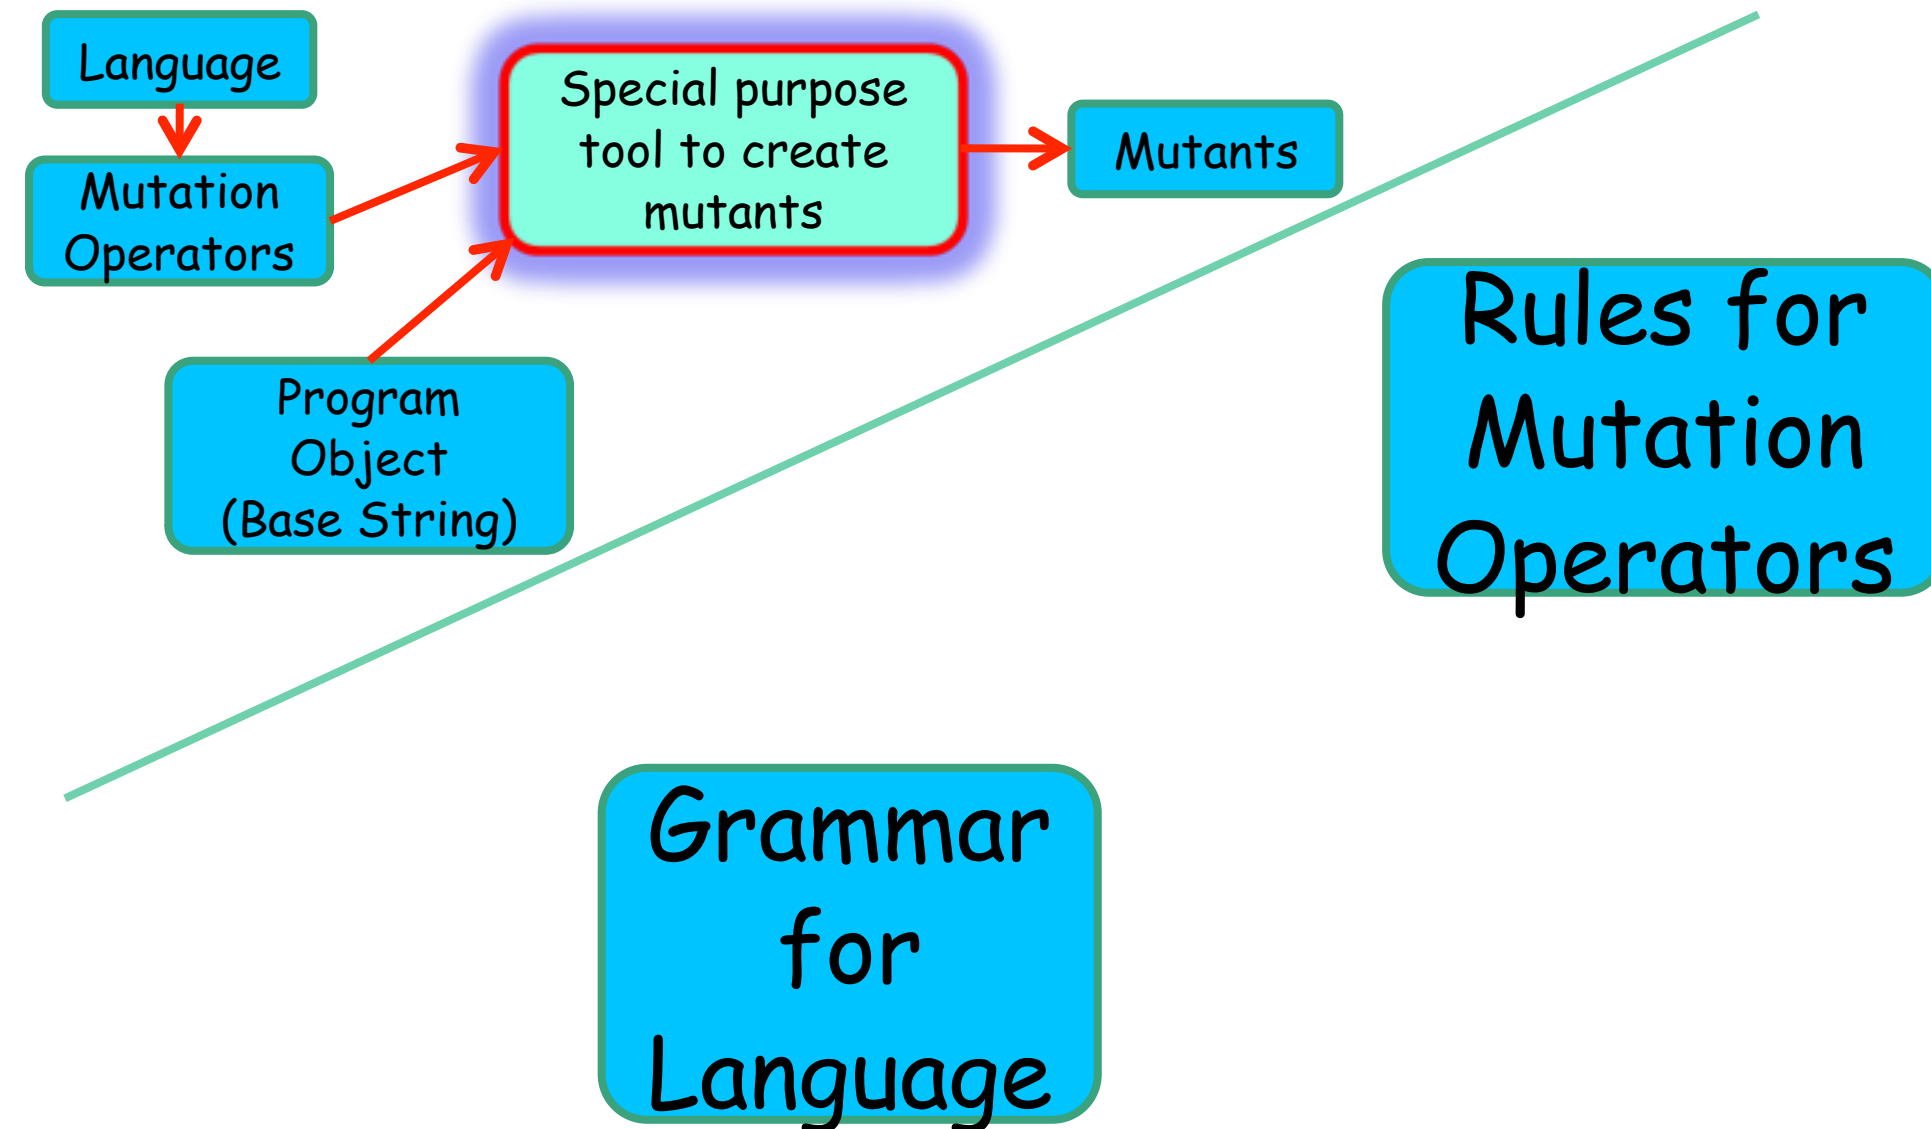 Language
Mutation
Operators
Special purpose
tool to create
mutants
Mutants
Program
Object
(Base String)
Rules for
Mutation
Operators
Grammar
for
Language